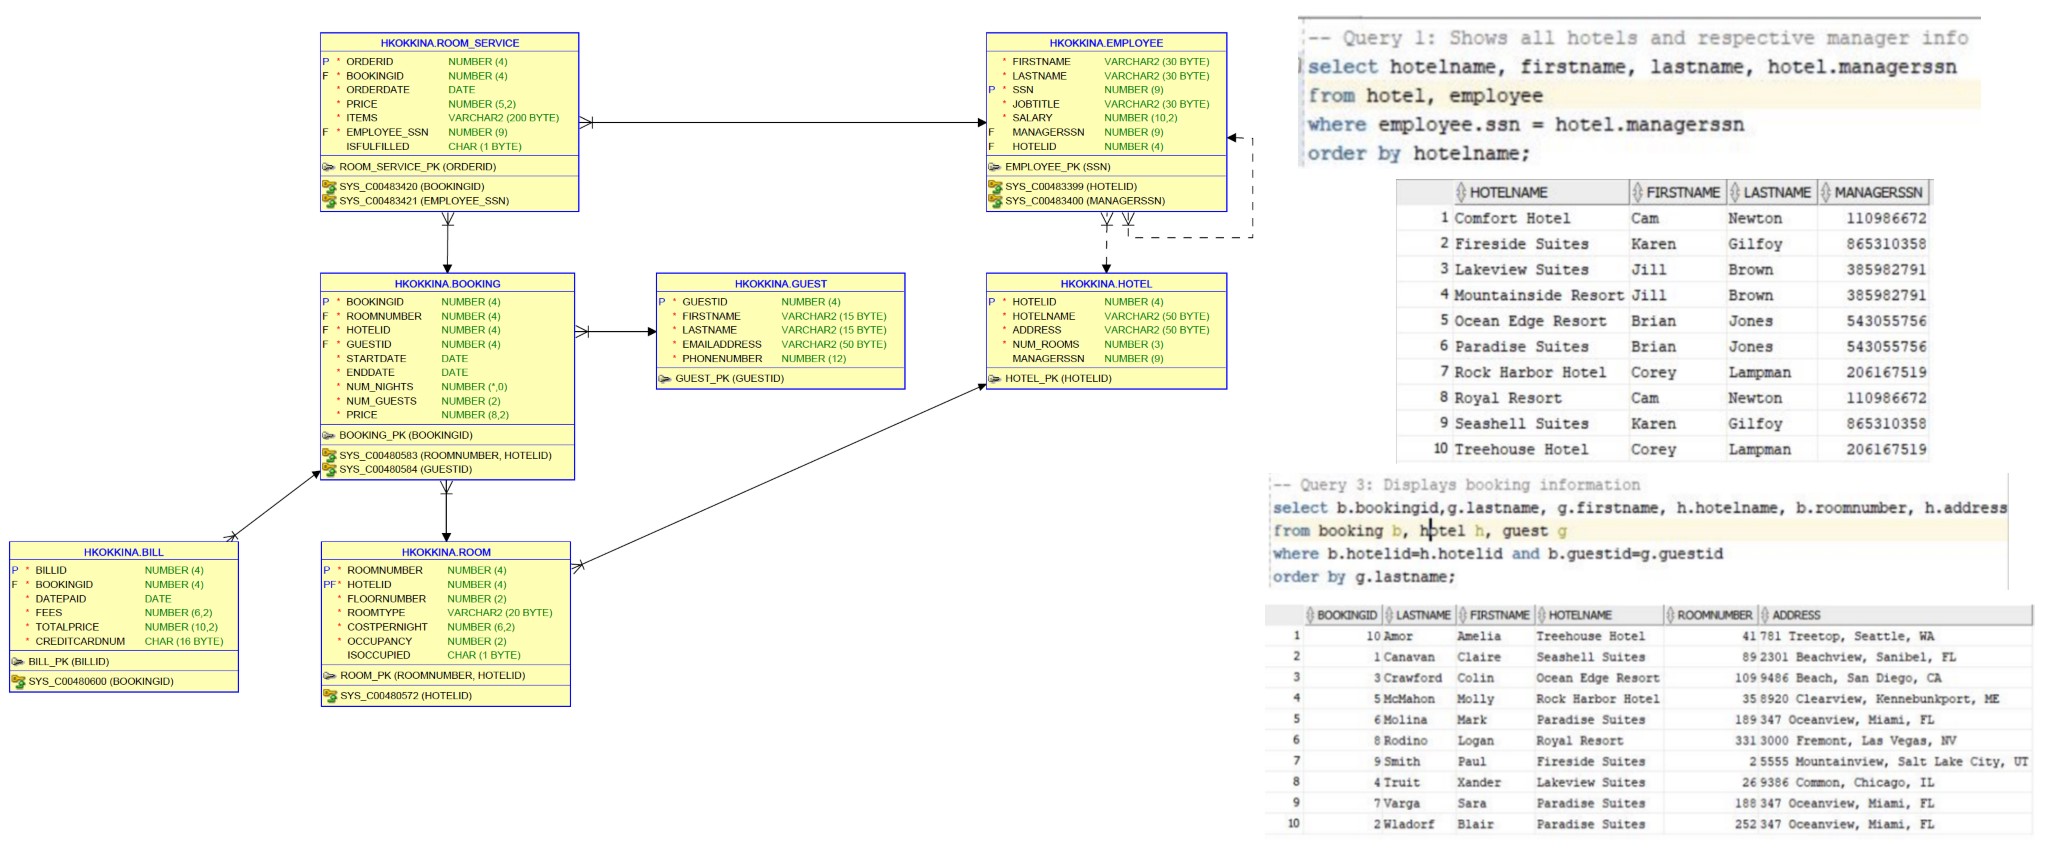 HKOKKINA.ROOM_SERVICE
P * ORDERID NUMBER (4)
F * BOOKINGID NUMBER (4)
* ORDERDATE DATE
* PRICE NUMBER (5,2)
* ITEMS VARCHAR2 (200 BYTE)
F * EMPLOYEE_SSN NUMBER (9)
ISFULFILLED CHAR (1 BYTE)
ROOM_SERVICE_PK (ORDERID)
SYS_C00483420 (BOOKINGID)
SYS_C00483421 (EMPLOYEE_SSN)
HKOKKINA.EMPLOYEE
* FIRSTNAME VARCHAR2 (30 BYTE)
* LASTNAME VARCHAR2 (30 BYTE)
P * SSN NUMBER (9)
* JOBTITLE VARCHAR2 (30 BYTE)
* SALARY NUMBER (10,2)
F MANAGERSSN NUMBER (9)
F HOTELID NUMBER (4)
EMPLOYEE_PK (SSN)
SYS_C00483399 (HOTELID)
SYS_C00483400 (MANAGERSSN)
HKOKKINA.BOOKING
P * BOOKINGID NUMBER (4)
F * ROOMNUMBER NUMBER (4)
F * HOTELID NUMBER (4)
F * GUESTID NUMBER (4)
* STARTDATE DATE
* ENDDATE DATE
* NUM_NIGHTS NUMBER (*,0)
* NUM_GUESTS NUMBER (2)
* PRICE NUMBER (8,2)
BOOKING_PK (BOOKINGID)
SYS_C00480583 (ROOMNUMBER, HOTELID)
SYS_C00480584 (GUESTID)
HKOKKINA.GUEST
P * GUESTID NUMBER (4)
* FIRSTNAME VARCHAR2 (15 BYTE)
* LASTNAME VARCHAR2 (15 BYTE)
* EMAILADDRESS VARCHAR2 (50 BYTE)
* PHONENUMBER NUMBER (12)
GUEST_PK (GUESTID)
HKOKKINA.HOTEL
P * HOTELID NUMBER (4)
* HOTELNAME VARCHAR2 (50 BYTE)
* ADDRESS VARCHAR2 (50 BYTE)
* NUM_ROOMS NUMBER (3)
MANAGERSSN NUMBER (9)
HOTEL_PK (HOTELID)
HKOKKINA.BILL
P * BILLID NUMBER (4)
F * BOOKINGID NUMBER (4)
* DATEPAID DATE
* FEES NUMBER (6,2)
* TOTALPRICE NUMBER (10,2)
* CREDITCARDNUM CHAR (16 BYTE)
BILL_PK (BILLID)
SYS_C00480600 (BOOKINGID)
HKOKKINA.ROOM
P * ROOMNUMBER NUMBER (4)
PF* HOTELID NUMBER (4)
* FLOORNUMBER NUMBER (2)
* ROOMTYPE VARCHAR2 (20 BYTE)
* COSTPERNIGHT NUMBER (6,2)
* OCCUPANCY NUMBER (2)
ISOCCUPIED CHAR (1 BYTE)
ROOM_PK (ROOMNUMBER, HOTELID)
SYS_C00480572 (HOTELID)
-- Query 1: Shows all hotels and respective manager info
select hotelname, firstname, lastname, hotel.managerssn
from hotel, employee
where employee.ssn = hotel.managerssn
order by hotelname;
HOTELNAME FIRSTNAME LASTNAME MANAGERSSN
1 Comfort Hotel Cam Newton 110986672
2 Fireside Suites Karen Gilfoy 865310358
3 Lakeview Suites Jill Brown 385982791
4 Mountainside Resort Jill Brown 385982791
5 Ocean Edge Resort Brian Jones 543055756
6 Paradise Suites Brian Jones 543055756
7 Rock Harbor Hotel Corey Lampman 206167519
8 Royal Resort Cam Newton 110986672
9 Seashell Suites Karen Gilfoy 865310358
10 Treehouse Hotel Corey Lampman 206167519
-- Query 3: Displays booking information
select b.bookingid,g.lastname, g.firstname, h.hotelname, b.roomnumber, h.address
from booking b, hotel h, guest g
where b.hotelid=h.hotelid and b.guestid=g.guestid
order by g.lastname;
BOOKINGID LASTNAME FIRSTNAME HOTELNAME ROOMNUMBER ADDRESS
1 10 Amor Amelia Treehouse Hotel 41 781 Treetop, Seattle, WA
2 1 Canavan Claire Seashell Suites 89 2301 Beachview, Sanibel, FL
3 3 Crawford Colin Ocean Edge Resort 109 9486 Beach, San Diego, CA
4 5 McMahon Molly Rock Harbor Hotel 35 8920 Clearview, Kennebunkport, ME
5 6 Molina Mark Paradise Suites 189 347 Oceanview, Miami, FL
6 8 Rodino Logan Royal Resort 331 3000 Fremont, Las Vegas, NV
7 9 Smith Paul Fireside Suites 2 5555 Mountainview, Salt Lake City, UT
8 4 Truit Xander Lakeview Suites 26 9386 Common, Chicago, IL
9 7 Varga Sara Paradise Suites 188 347 Oceanview, Miami, FL
10 2 Wladorf Blair Paradise Suites 252 347 Oceanview, Miami, FL